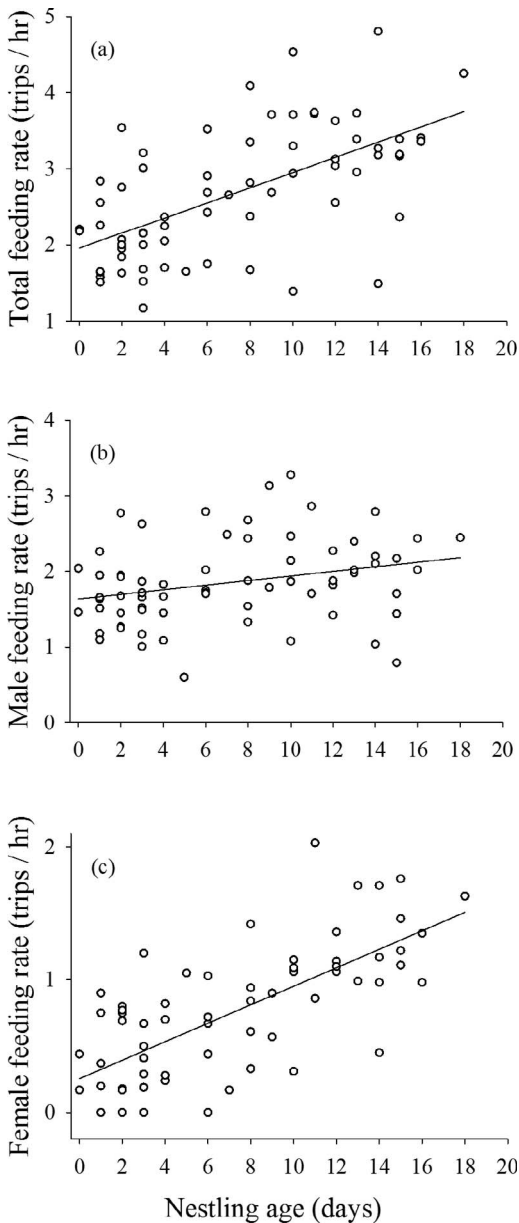 (a)
Total feeding rate (trips / hr)
5
4
3
2
1
0 2 4 6 8 10 12 14 16 18 20
(b)
Male feeding rate (trips / hr)
4
3
2
1
0
0 2 4 6 8 10 12 14 16 18 20
(c)
Female feeding rate (trips / hr)
2
1
0
0 2 4 6 8 10 12 14 16 18 20
Nestling age (days)